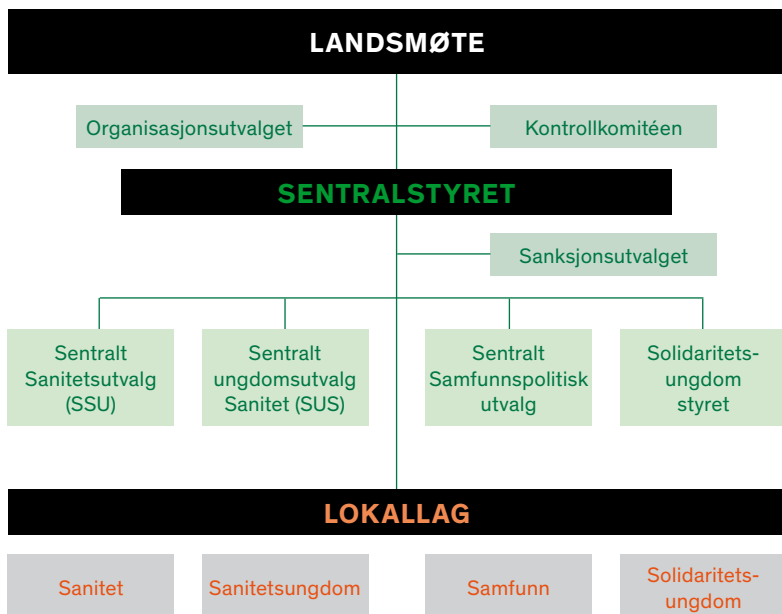 LANDSMØTE
Organisasjonsutvalget
Kontrollkomitéen
SENTRALSTYRET
Sanksjonsutvalget
Sentralt
Sanitetsutvalg
(SSU)
Sentralt
ungdomsutvalg
Sanitet (SUS)
Sentralt
Samfunnspolitisk
utvalg
Solidaritets-
ungdom
styret
LOKALLAG
Sanitet
Sanitetsungdom
Samfunn
Solidaritets-
ungdom